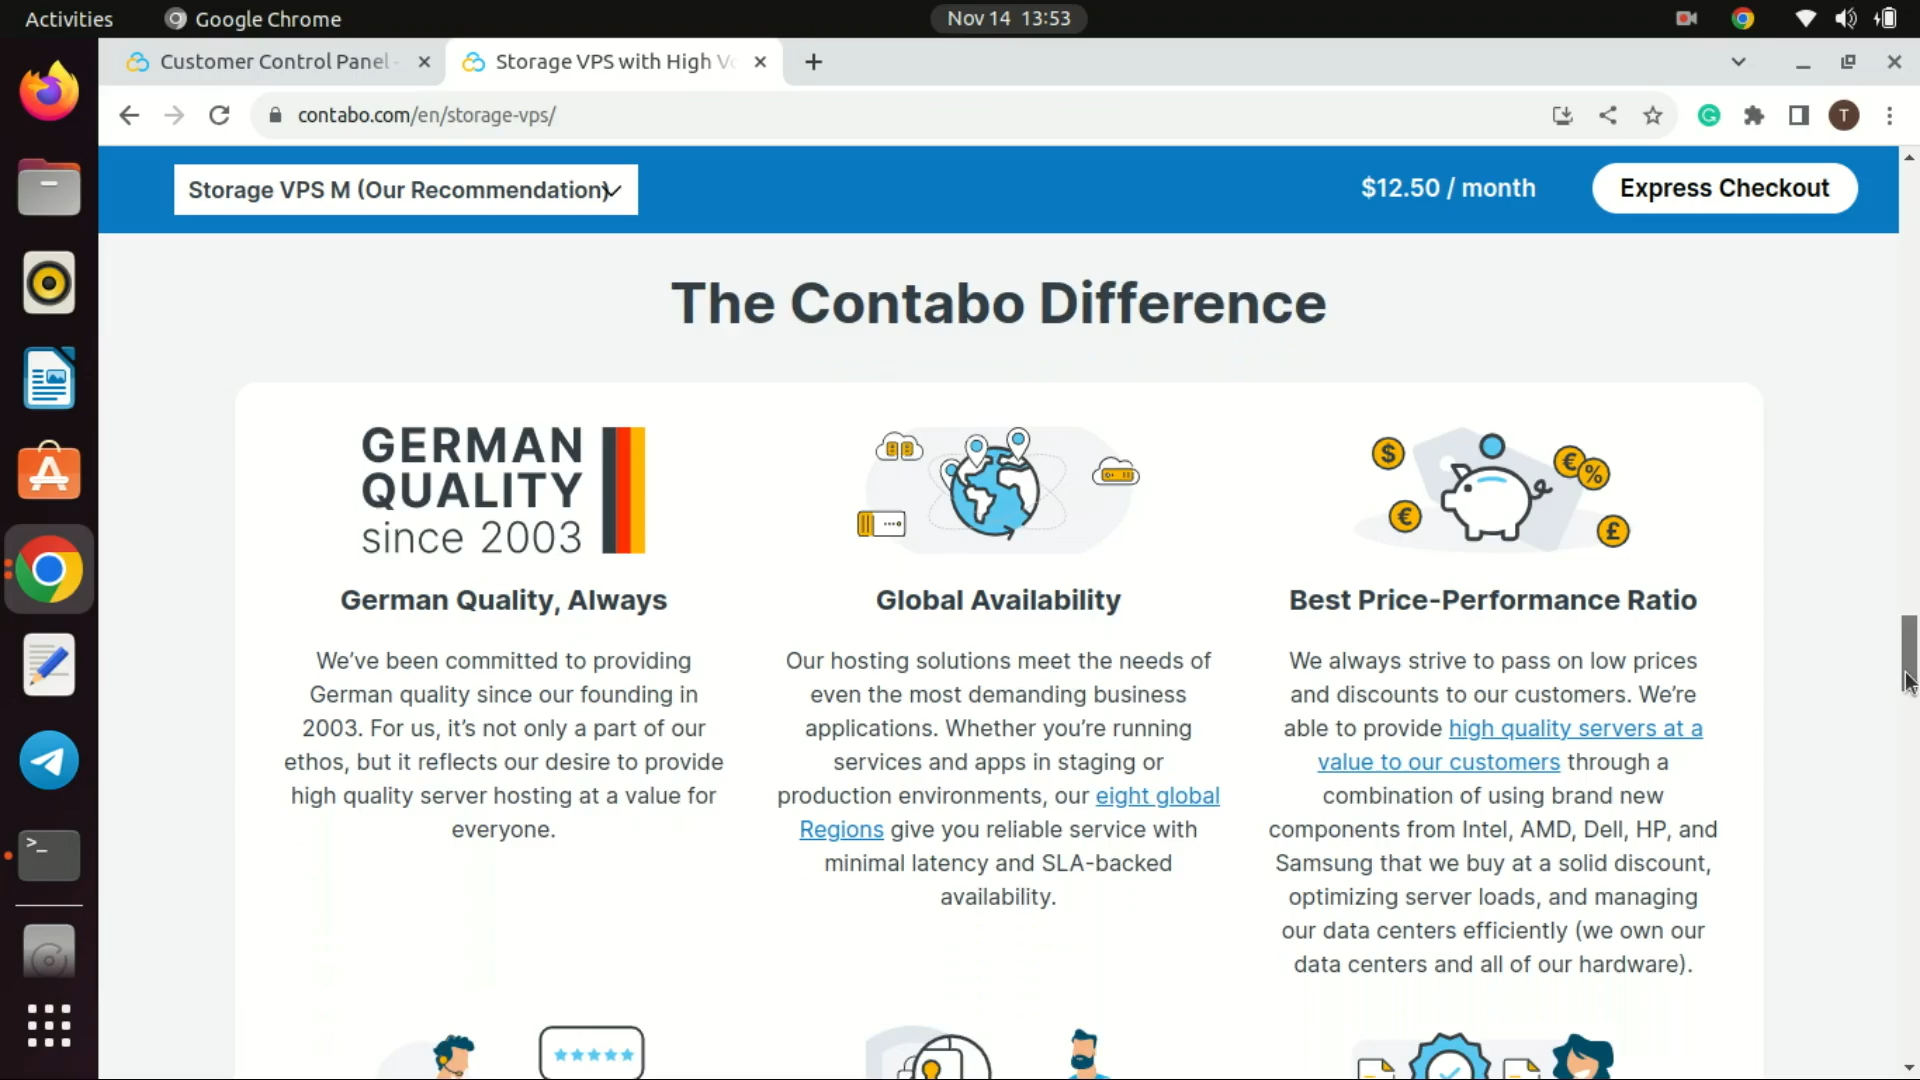 Activities
Google Chrome
Nov 14 13:53
Customer Control Panel -
Storage VPS with High Vo
contabo.com/en/storage-vps/
T
Storage VPS M (Our Recommendation)
$12.50 / month
Express Checkout
The Contabo Difference
GERMAN
QUALITY
since 2003
German Quality, Always
We've been committed to providing
German quality since our founding in
2003. For us, it's not only a part of our
ethos, but it reflects our desire to provide
high quality server hosting at a value for
everyone.
Global Availability
Our hosting solutions meet the needs of
even the most demanding business
applications. Whether you're running
services and apps in staging or
production environments, our eight global
Regions give you reliable service with
minimal latency and SLA-backed
availability.
$
€
%
€
£
Best Price-Performance Ratio
We always strive to pass on low prices
and discounts to our customers. We're
able to provide high quality servers at a
value to our customers through a
combination of using brand new
components from Intel, AMD, Dell, HP, and
Samsung that we buy at a solid discount,
optimizing server loads, and managing
our data centers efficiently (we own our
data centers and all of our hardware).